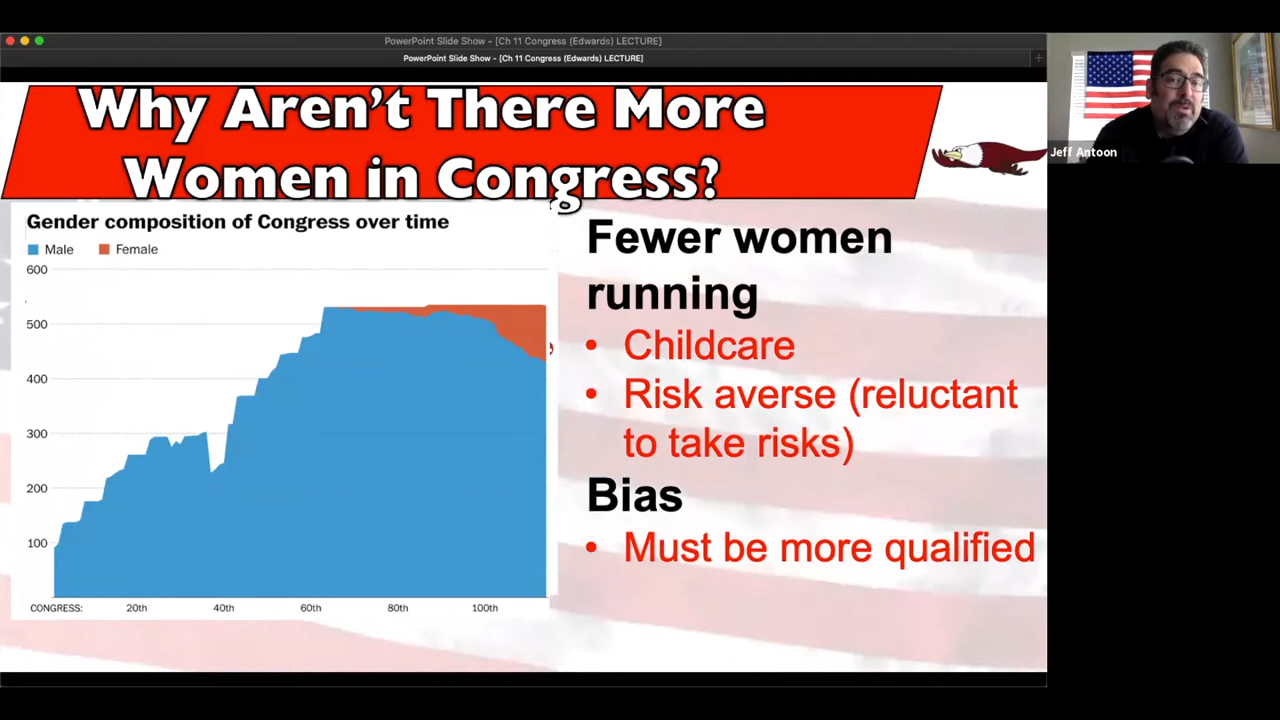 PowerPoint Slide Show - [Ch 11 Congress (Edwards) LECTURE]
PowerPoint Slide Show - [Ch 11 Congress (Edwards) LECTURE]
Why Aren't There More
Women in Congress?
Jeff Antoon
Gender composition of Congress over time
Male
Female
600
500
400
300
200
100
CONGRESS:
20th
40th
60th
80th
100th
Fewer women
running
• Childcare
• Risk averse (reluctant
to take risks)
Bias
• Must be more qualified